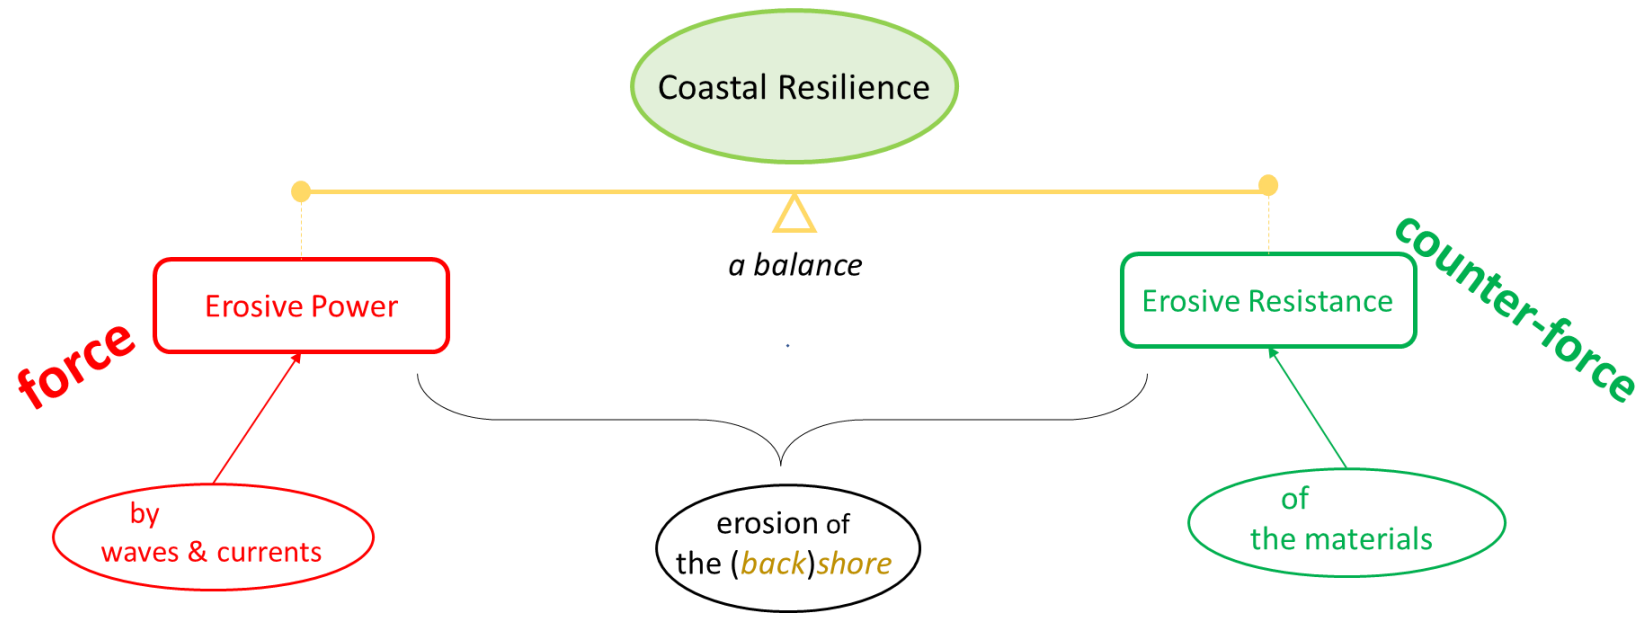 Coastal Resilience
a balance
force
Erosive Power
Erosive Resistance
counter-force
by
waves & currents
erosion of
the (back)shore
of
the materials